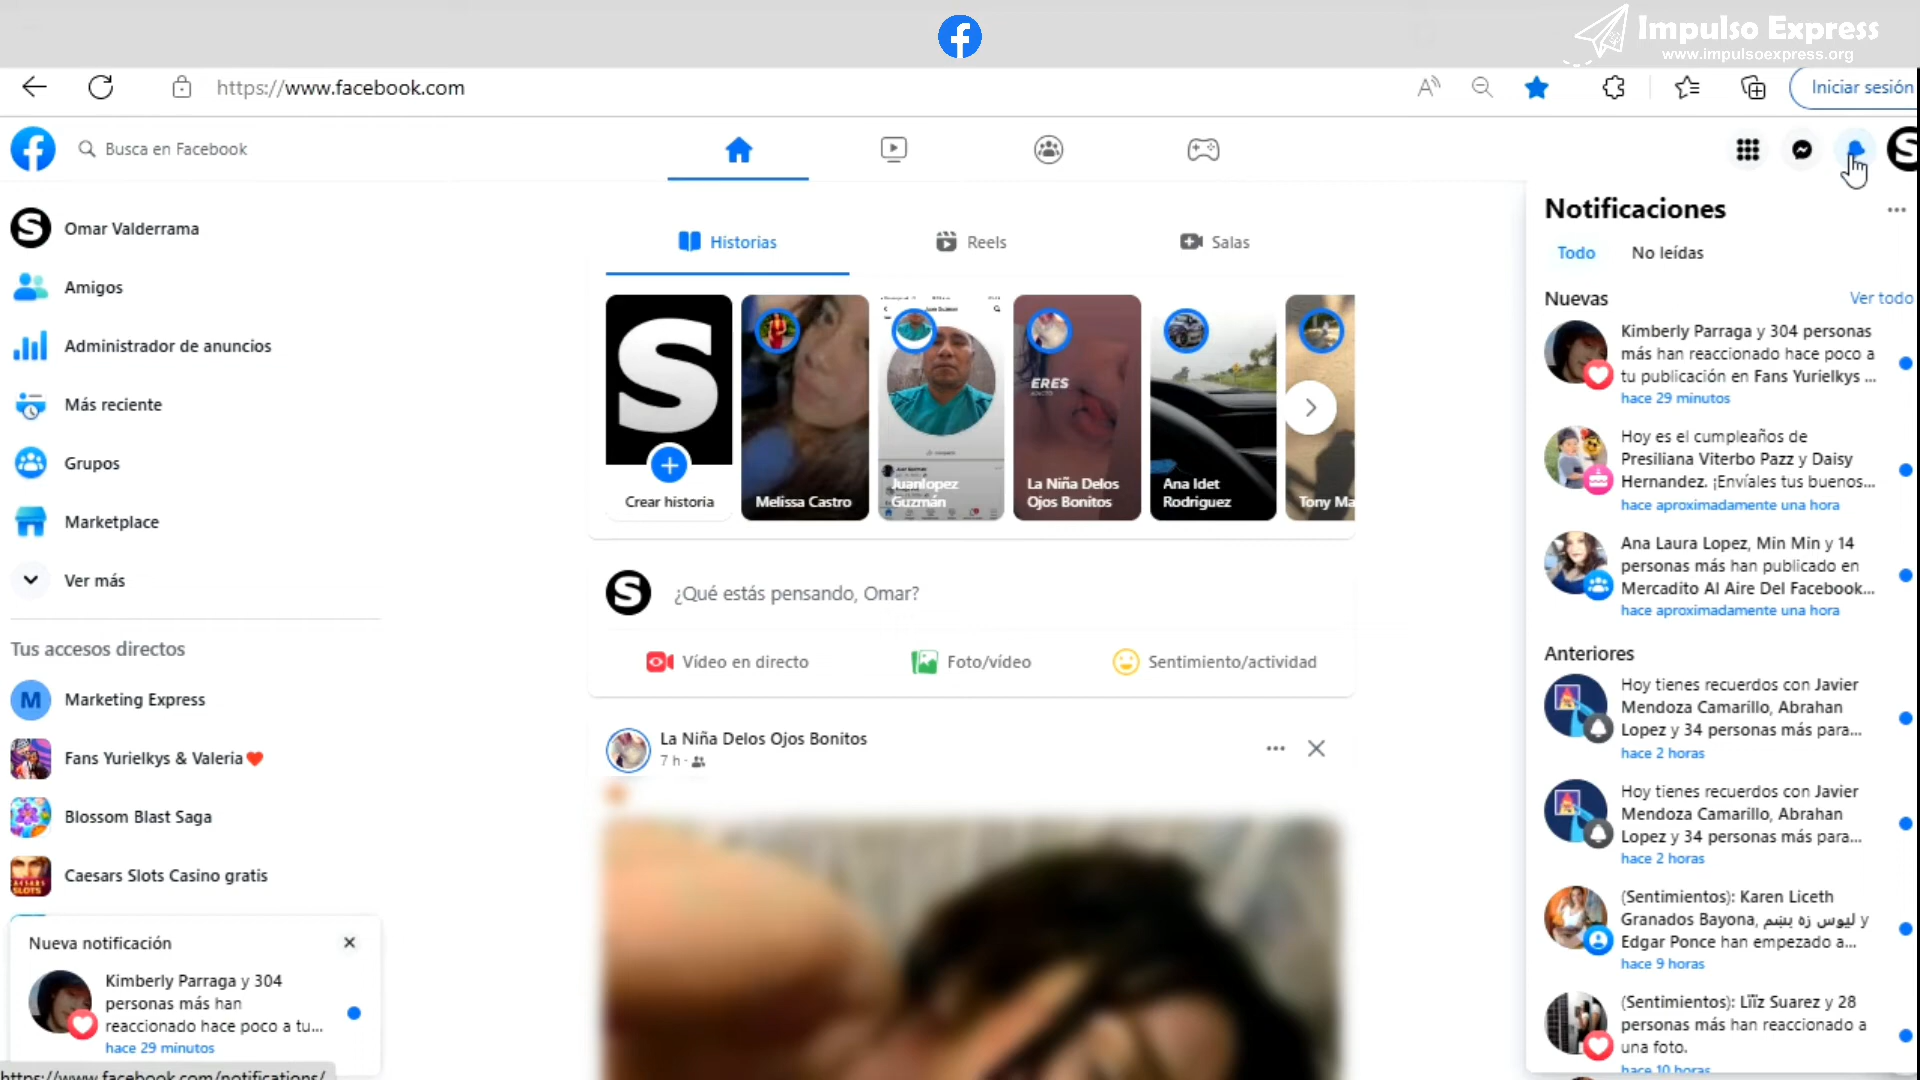 Impulso Express
www.impulsoexpress.org
https://www.facebook.com
Iniciar sesión
Busca en Facebook
Omar Valderrama
Amigos
Administrador de anuncios
Más reciente
Grupos
Marketplace
Ver más
Tus accesos directos
M
Marketing Express
Fans Yurielkys & Valeria❤️
Blossom Blast Saga
CAESARS
SLOTS
Caesars Slots Casino gratis
Nueva notificación
Kimberly Parraga y 304
personas más han
reaccionado hace poco a tu...
hace 29 minutos
https://www.facebook.com/notifications/
Historias
Reels
Salas
S
Crear historia
Melissa Castro
Juanlopez
Guzmán
ERES
La Niña Delos
Ojos Bonitos
Ana Idet
Rodriguez
Tony Ma
S
¿Qué estás pensando, Omar?
Vídeo en directo
Foto/vídeo
Sentimiento/actividad
La Niña Delos Ojos Bonitos
7 h ·
Notificaciones
Todo
No leídas
Nuevas
Ver todo
Kimberly Parraga y 304 personas
más han reaccionado hace poco a
tu publicación en Fans Yurielkys ...
hace 29 minutos
Hoy es el cumpleaños de
Presiliana Viterbo Pazz y Daisy
Hernandez. ¡Envíales tus buenos...
hace aproximadamente una hora
Ana Laura Lopez, Min Min y 14
personas más han publicado en
Mercadito Al Aire Del Facebook...
hace aproximadamente una hora
Anteriores
Hoy tienes recuerdos con Javier
Mendoza Camarillo, Abrahan
Lopez y 34 personas más para...
hace 2 horas
Hoy tienes recuerdos con Javier
Mendoza Camarillo, Abrahan
Lopez y 34 personas más para...
hace 2 horas
(Sentimientos): Karen Liceth
Granados Bayona, ليوس زه پښم y
Edgar Ponce han empezado a...
hace 9 horas
(Sentimientos): Lïïz Suarez y 28
personas más han reaccionado a
una foto.
hace 10 horas